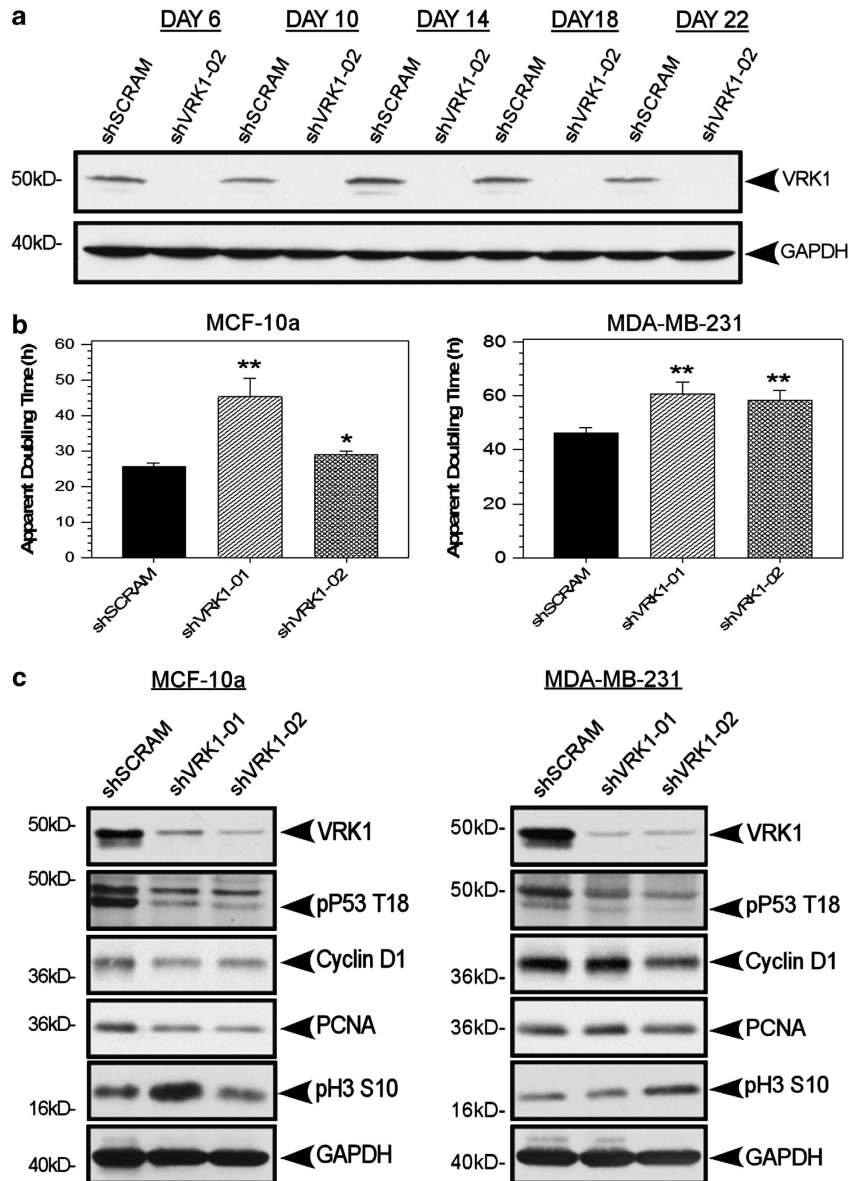 a
DAY 6 DAY 10 DAY 14 DAY18 DAY 22
shSCRAM shVRK1-02 shSCRAM shVRK1-02 shSCRAM shVRK1-02 shSCRAM shVRK1-02 shSCRAM shVRK1-02
50kD- VRK1
40kD- GAPDH
b
MCF-10a
Apparent Doubling Time (h)
60
50
40
30
20
10
0
**
*
shSCRAM shVRK1-01 shVRK1-02
MDA-MB-231
Apparent Doubling Time (h)
80
60
40
20
0
**
**
shSCRAM shVRK1-01 shVRK1-02
c
MCF-10a
shSCRAM shVRK1-01 shVRK1-02
50kD- VRK1
50kD- pP53 T18
36kD- Cyclin D1
36kD- PCNA
16kD- pH3 S10
40kD- GAPDH
MDA-MB-231
shSCRAM shVRK1-01 shVRK1-02
50kD- VRK1
50kD- pP53 T18
36kD- Cyclin D1
36kD- PCNA
16kD- pH3 S10
40kD- GAPDH